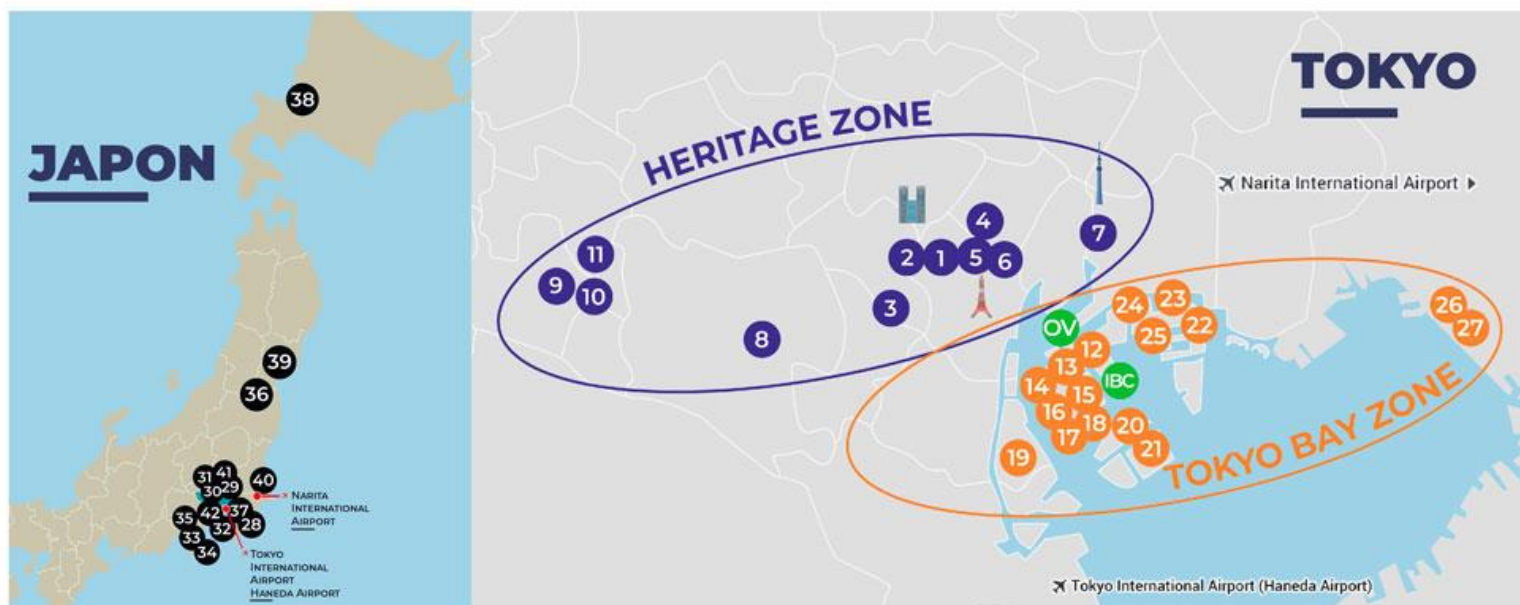 JAPON
38
39
36
31
41
30
29
40
35
42
37
32
28
33
34
NARITA
INTERNATIONAL
AIRPORT
TOKYO
INTERNATIONAL
AIRPORT
HANEDA AIRPORT
TOKYO
HERITAGE ZONE
Narita International Airport
4
7
11
2
1
5
6
9
10
3
8
24
23
26
OV
22
27
25
12
13
IBC
14
15
16
18
20
17
21
19
TOKYO BAY ZONE
Tokyo International Airport (Haneda Airport)